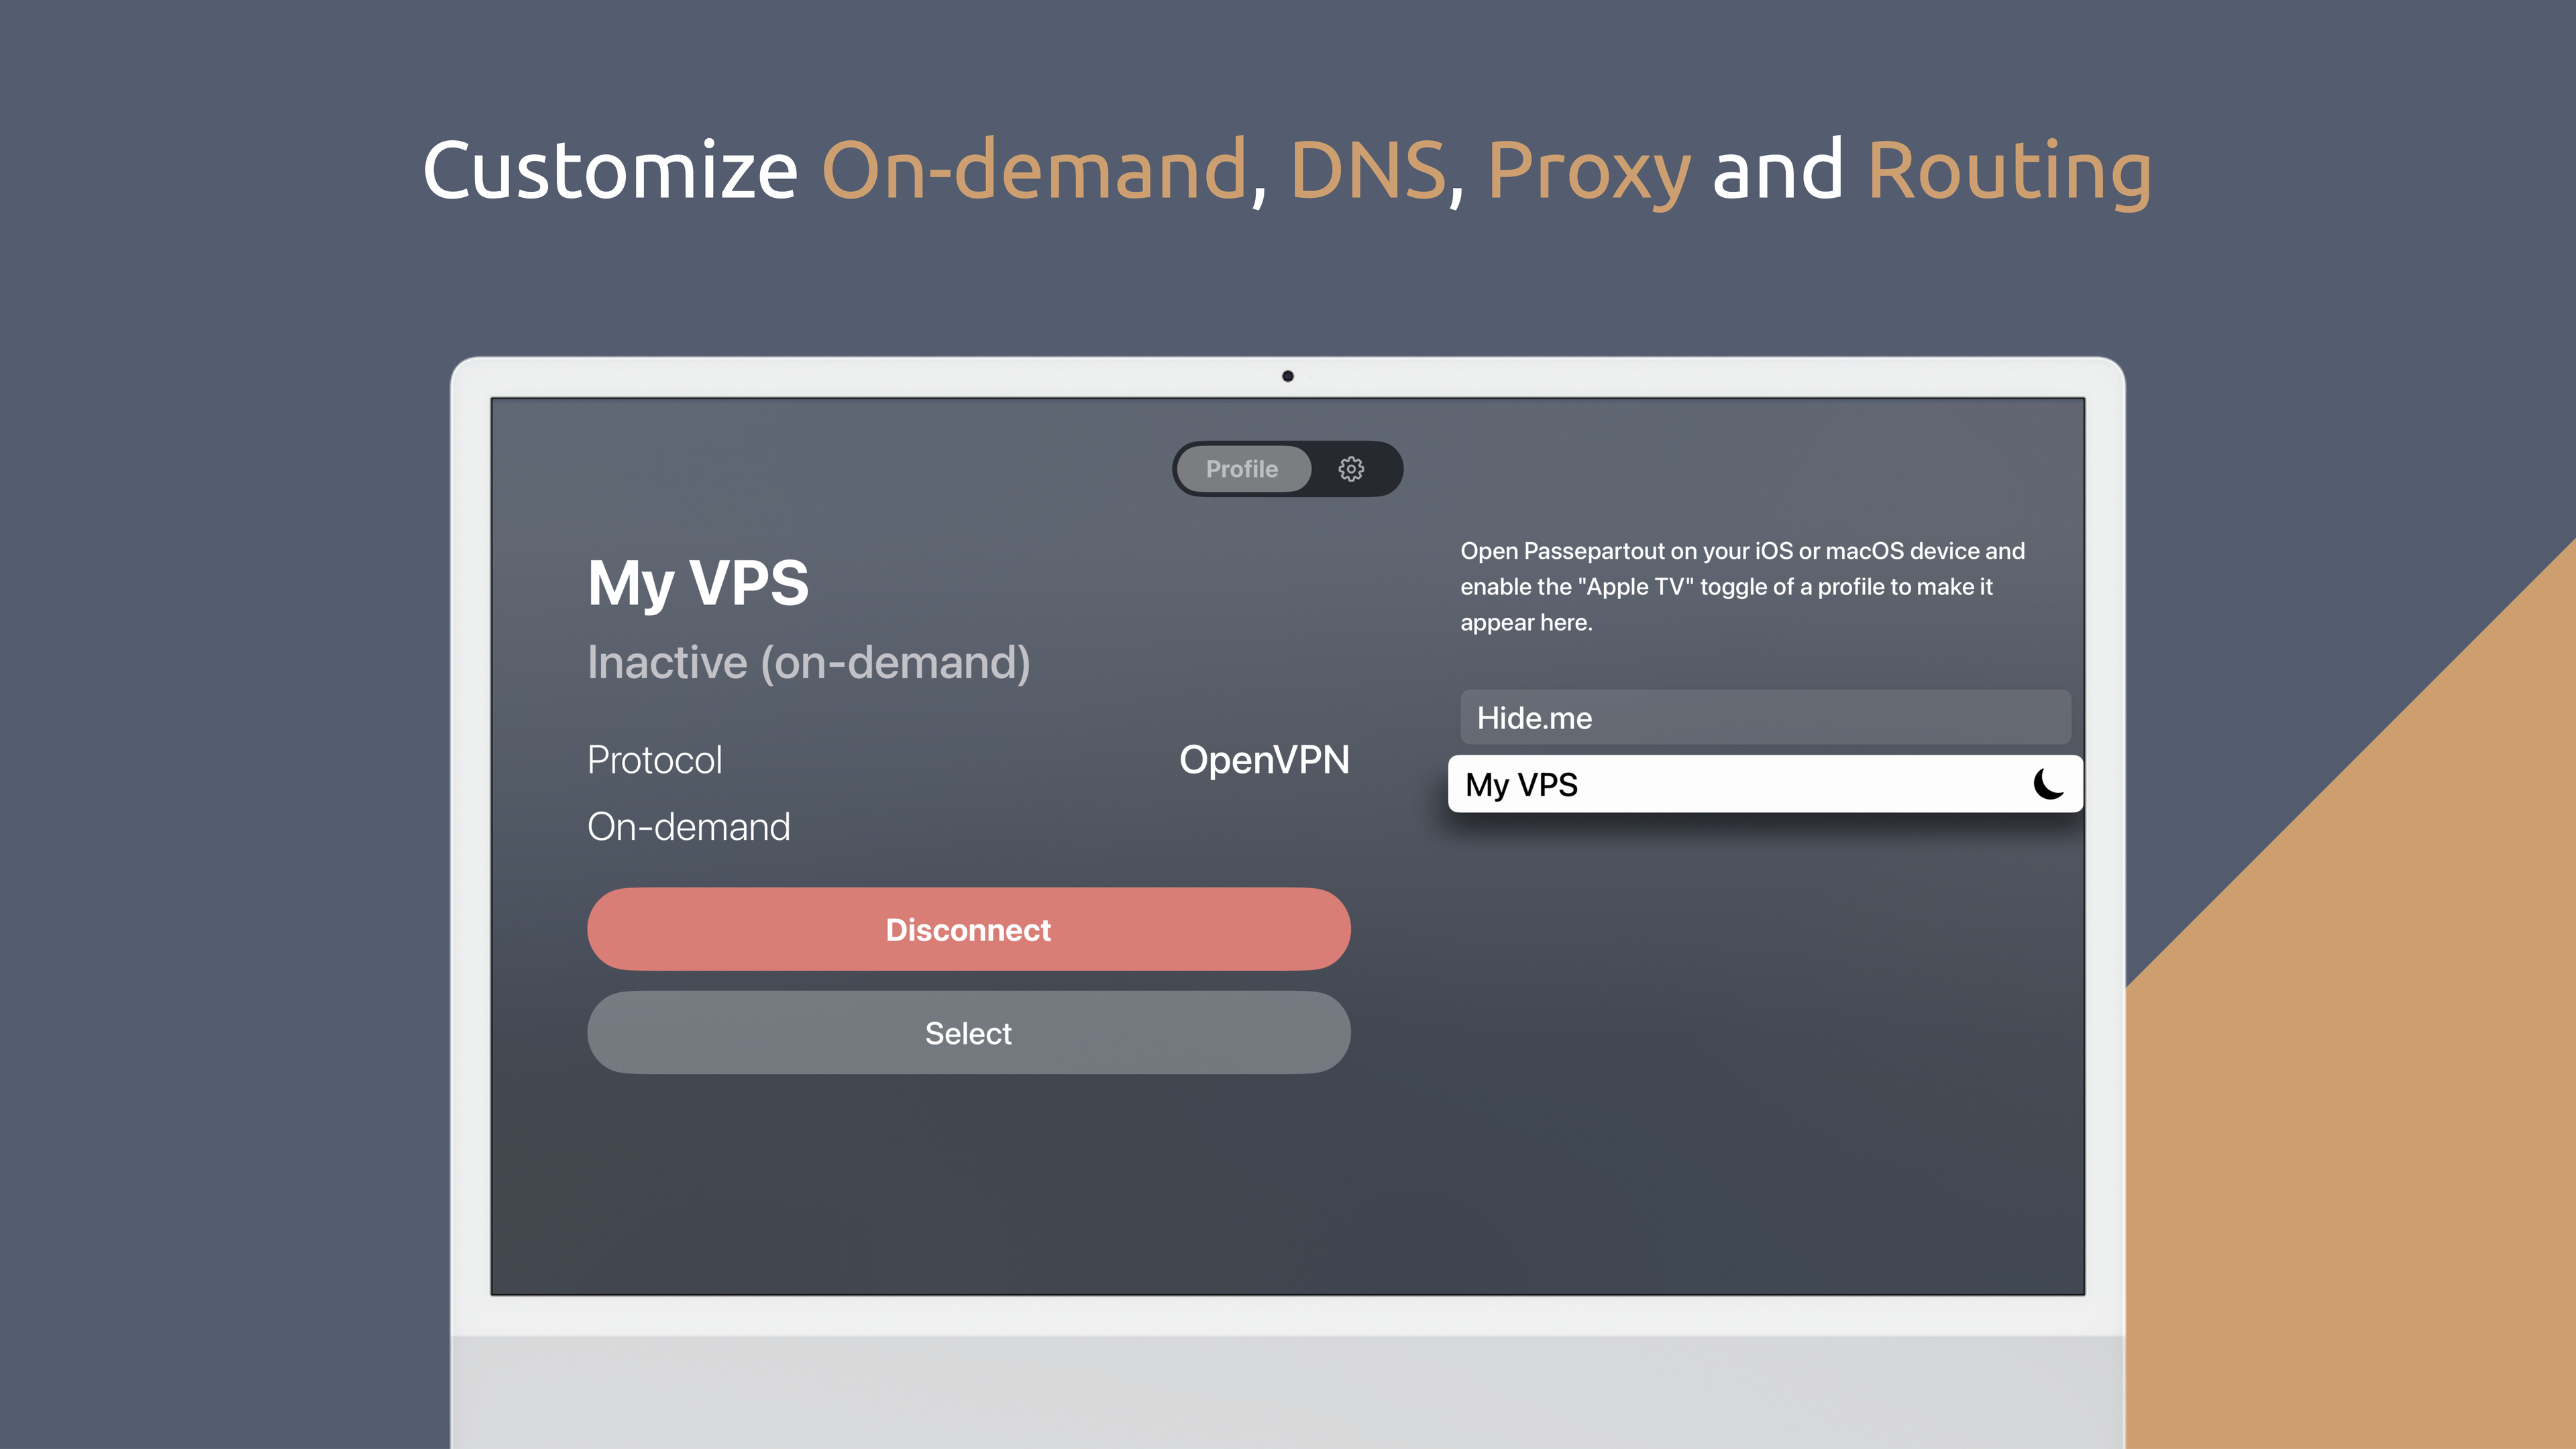 Customize On-demand, DNS, Proxy and Routing
Profile
My VPS
Inactive (on-demand)
Protocol
OpenVPN
On-demand
Disconnect
Select
Open Passepartout on your iOS or macOS device and
enable the "Apple TV" toggle of a profile to make it
appear here.
Hide.me
My VPS